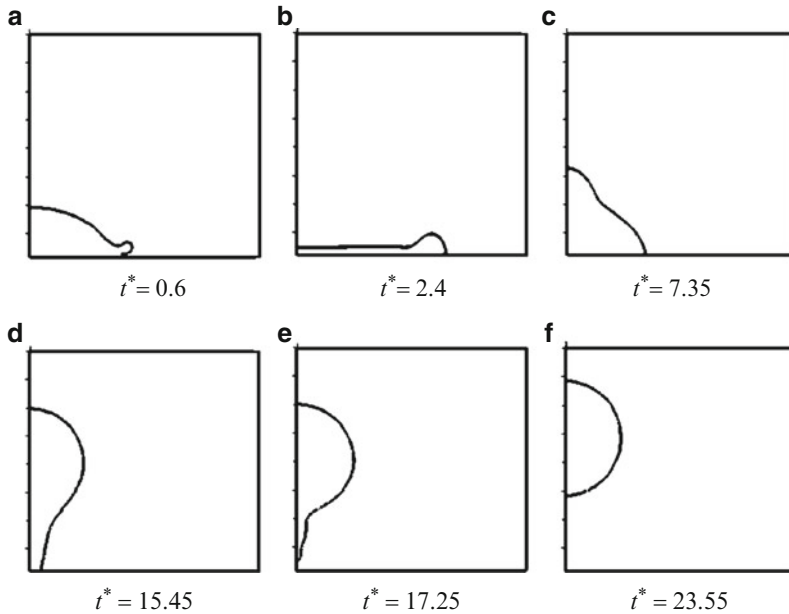 a
b
c
t* = 0.6
t* = 2.4
t* = 7.35
d
e
f
t* = 15.45
t* = 17.25
t* = 23.55